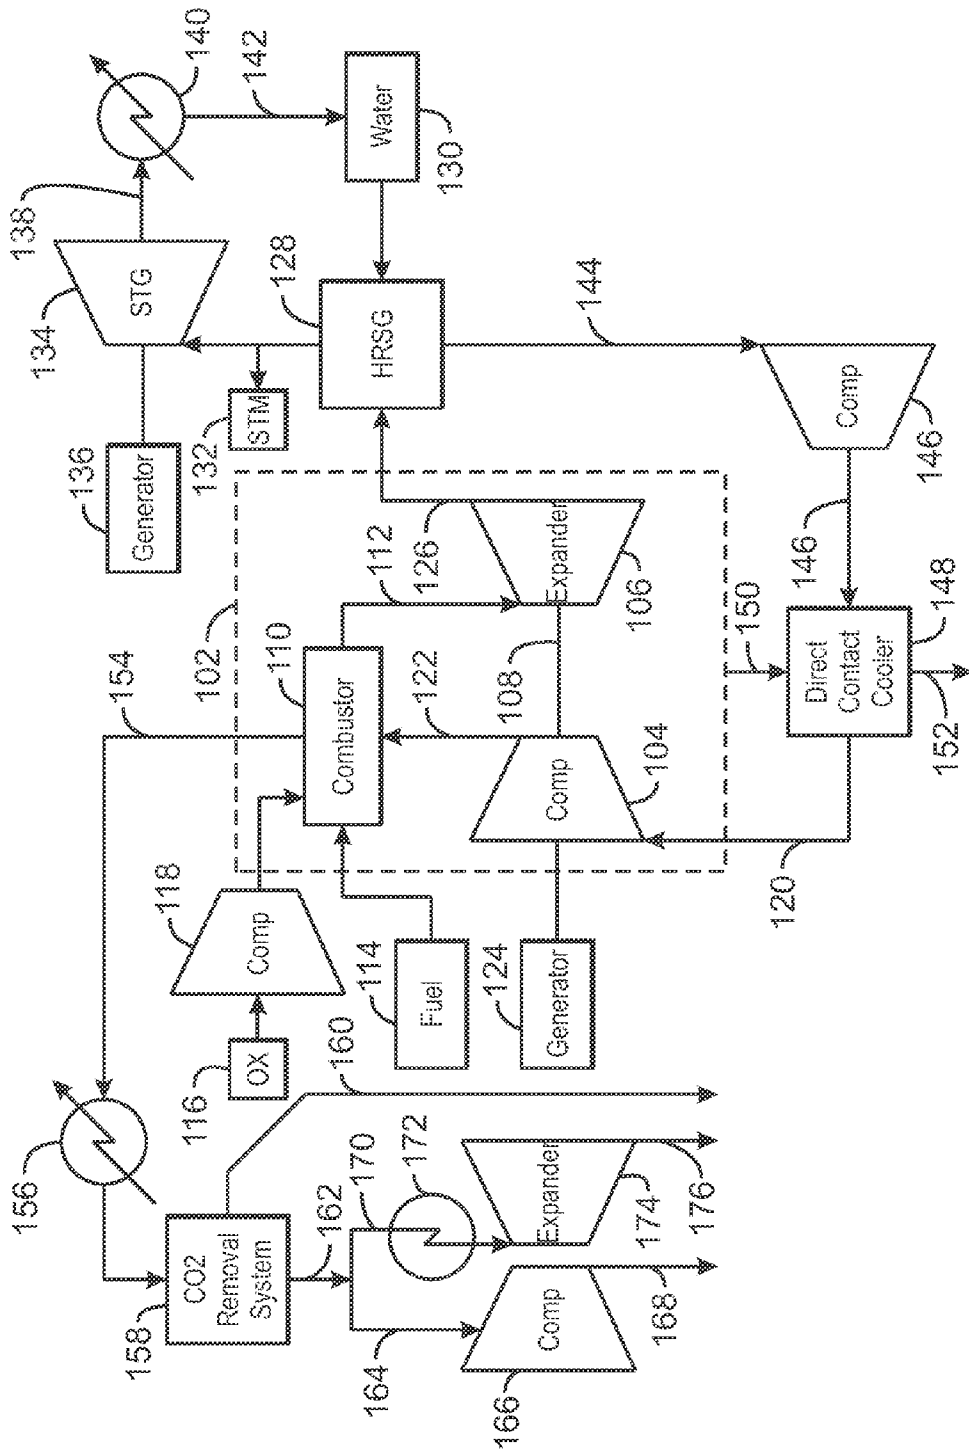 156
158
CO2
Removal
System
160
162
170
172
164
Comp
166
168
Expander
174
176
154
116
OX
118
Comp
114
Fuel
124
Generator
102
110
Combustor
112
122
108
Comp
104
126
Expander
106
120
136
Generator
134
STG
138
140
142
132
STM
128
HRSG
Water
130
144
Comp
146
146
150
Direct
Contact
Cooler
148
152